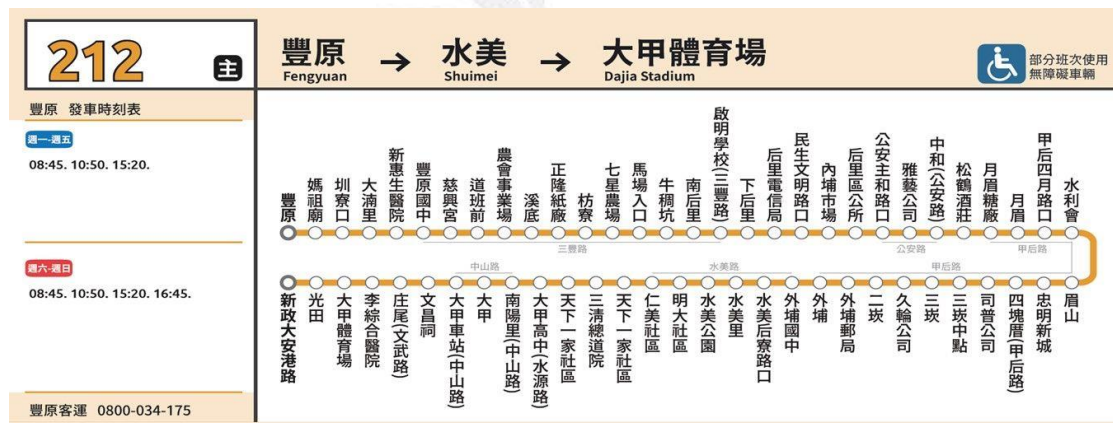 212 主
豐原 → 水美 → 大甲體育場
Fengyuan Shuimei Dajia Stadium
部分班次使用
無障礙車輛
豐原 發車時刻表
週一-週五
08:45. 10:50. 15:20.
週六-週日
08:45. 10:50. 15:20. 16:45.
豐原客運 0800-034-175
豐原
媽祖廟
圳寮口
大湳里
新惠生醫院
豐原國中
慈興宮
道班前
農會事業場
溪底
正隆紙廠
枋寮
七星農場
馬場入口
牛稠坑
南后里
啟明學校(三豐路)
下后里
后里電信局
民生文明路口
內埔市場
后里區公所
公安主和路口
雅藝公司
中和(公安路)
松鶴酒莊
月眉糖廠
月眉
甲后四月路口
水利會
三豐路
公安路
甲后路
中山路
水美路
甲后路
新政大安港路
光田
大甲體育場
李綜合醫院
庄尾(文武路)
文昌祠
大甲車站(中山路)
大甲
南陽里(中山路)
大甲高中(水源路)
天下一家社區
三清總道院
天下一家社區
仁美社區
明大社區
水美公園
水美里
水美后寮路口
外埔國中
外埔
外埔郵局
二崁
久輪公司
三崁
三崁中點
司普公司
四塊厝(甲后路)
忠明新城
眉山